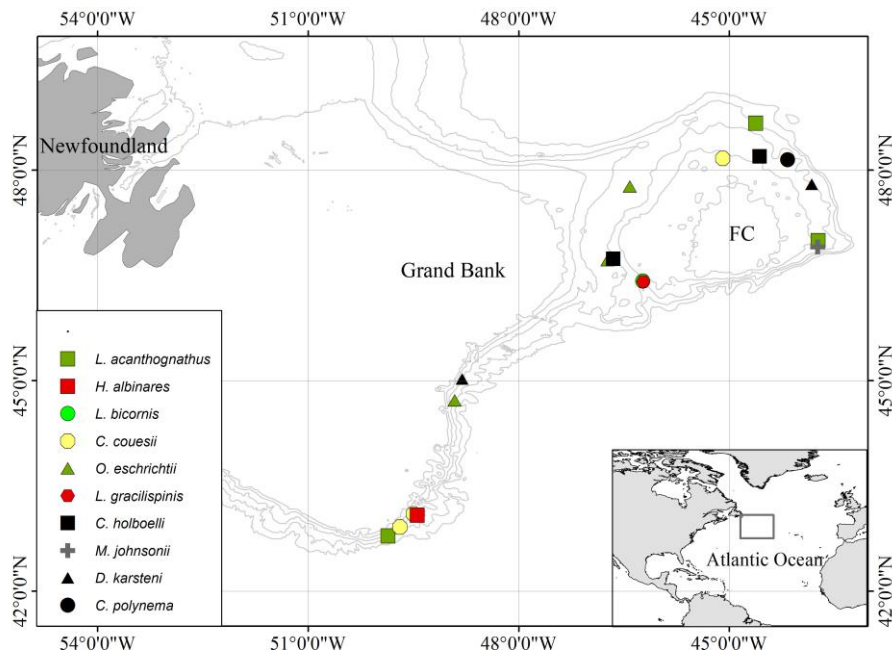 54°0'0"W 51°0'0"W 48°0'0"W 45°0'0"W
Newfoundland
48°0'0"N 48°0'0"N
FC
Grand Bank
45°0'0"N 45°0'0"N
L. acanthognathus
H. albinares
L. bicornis
C. couesii
O. eschrichtii
L. gracilispinis
C. holboelli
M. johnsonii
D. karsteni
C. polynema
Atlantic Ocean
42°0'0"N 42°0'0"N
54°0'0"W 51°0'0"W 48°0'0"W 45°0'0"W